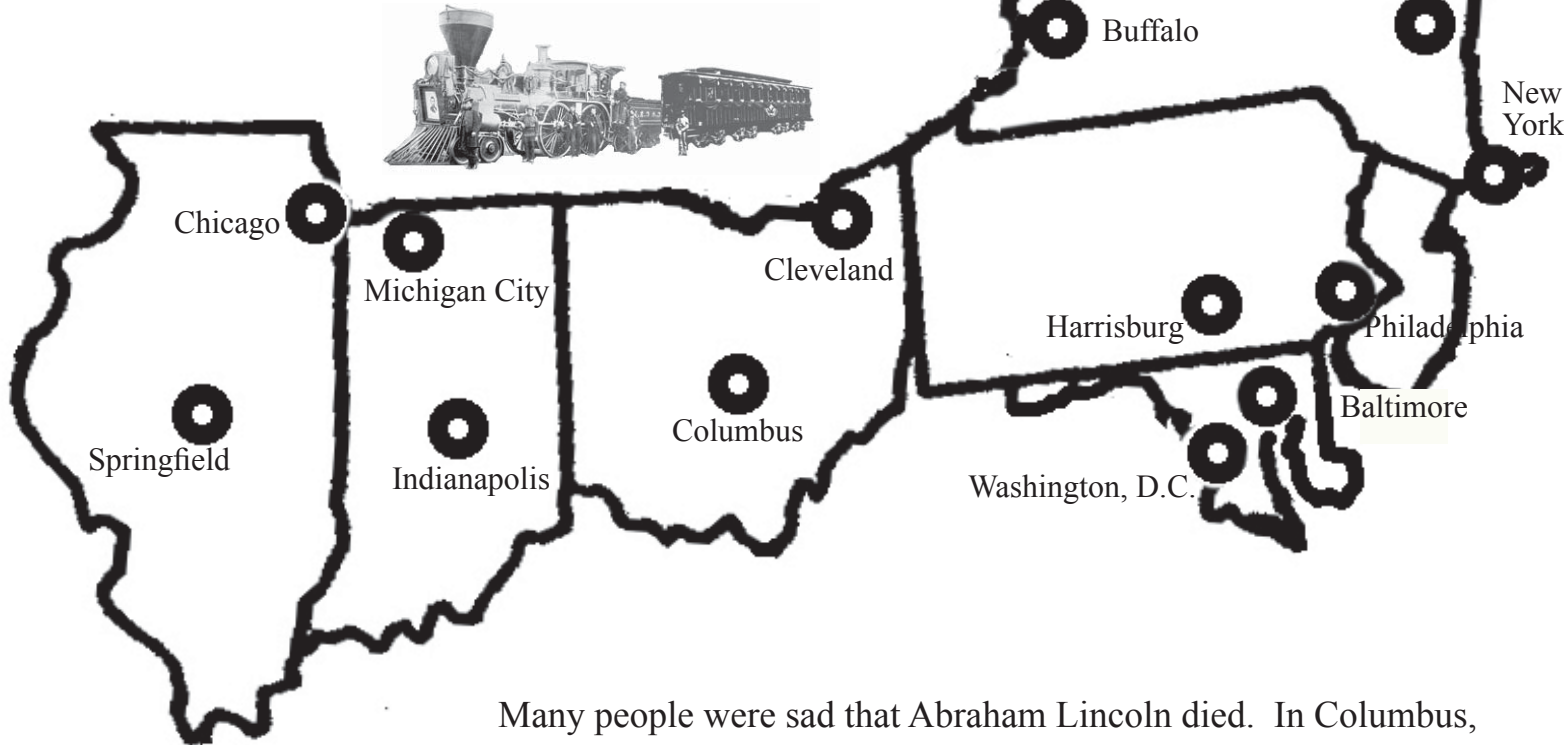 Buffalo
New
York
Chicago
Michigan City
Cleveland
Harrisburg
Philadelphia
Springfield
Indianapolis
Columbus
Baltimore
Washington, D.C.
Many people were sad that Abraham Lincoln died.  In Columbus,